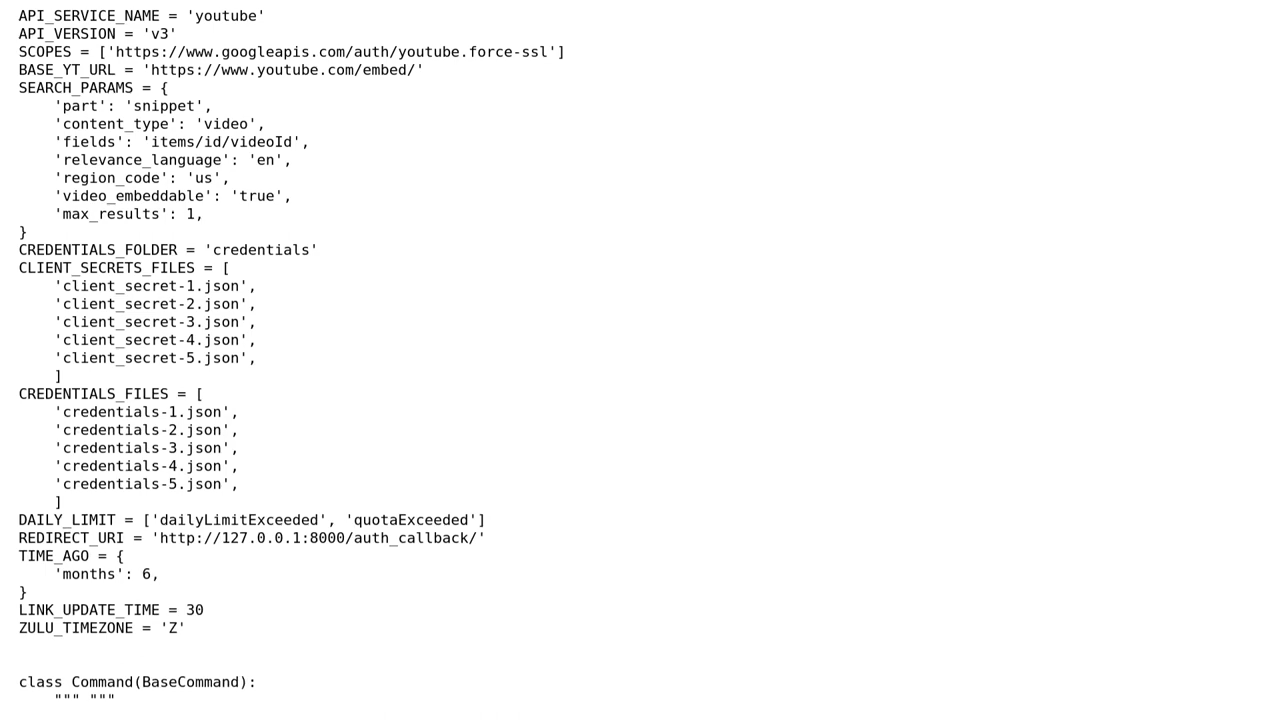 API_SERVICE_NAME = 'youtube'
API_VERSION = 'v3'
SCOPES = ['https://www.googleapis.com/auth/youtube.force-ssl']
BASE_YT_URL = 'https://www.youtube.com/embed/'
SEARCH_PARAMS = {
    'part': 'snippet',
    'content_type': 'video',
    'fields': 'items/id/videoId',
    'relevance_language': 'en',
    'region_code': 'us',
    'video_embeddable': 'true',
    'max_results': 1,
}
CREDENTIALS_FOLDER = 'credentials'
CLIENT_SECRETS_FILES = [
    'client_secret-1.json',
    'client_secret-2.json',
    'client_secret-3.json',
    'client_secret-4.json',
    'client_secret-5.json',
    ]
CREDENTIALS_FILES = [
    'credentials-1.json',
    'credentials-2.json',
    'credentials-3.json',
    'credentials-4.json',
    'credentials-5.json',
    ]
DAILY_LIMIT = ['dailyLimitExceeded', 'quotaExceeded']
REDIRECT_URI = 'http://127.0.0.1:8000/auth_callback/'
TIME_AGO = {
    'months': 6,
}
LINK_UPDATE_TIME = 30
ZULU_TIMEZONE = 'Z'


class Command(BaseCommand):
    """ """